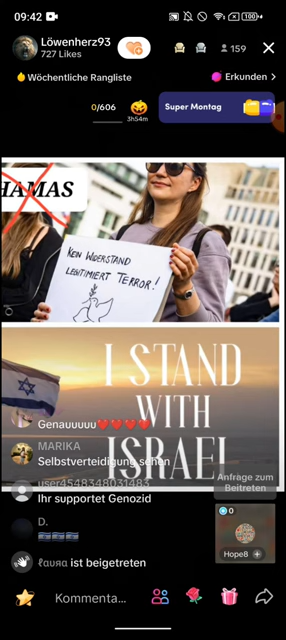 09:42
100
Löwenherz93
727 Likes
159
Wöchentliche Rangliste
Erkunden >
0/606
3h54m
Super Montag
HAMAS
KEIN WIDERSTAND
LEGITIMIERT TERROR!
I STAND
WITH
ISRAEL
Genauuuuu❤️❤️❤️❤️
MARIKA
Selbstverteidigung sehen
user4548348031483
Ihr supportet Genozid
Anfrage zum
Beitreten
D.
🇮🇱🇮🇱🇮🇱
0
Hope8 +
ℓαυяα ist beigetreten
Kommenta...